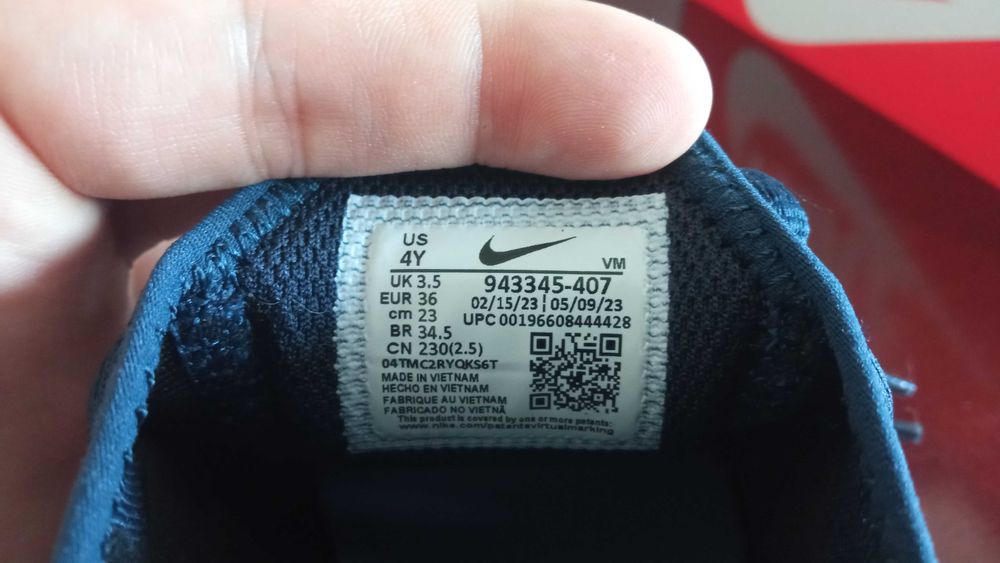 US
4Y
VM
UK 3.5
EUR 36
cm 23
BR 34.5
CN 230(2.5)
943345-407
02/15/23 | 05/09/23
UPC 00196608444428
04TMC2RYQKS6T
MADE IN VIETNAM
HECHO EN VIETNAM
FABRIQUE AU VIETNAM
FABRICADO NO VIETNÃ
This product is covered by one or more patents:
www.nike.com/patentsvirtualmarking